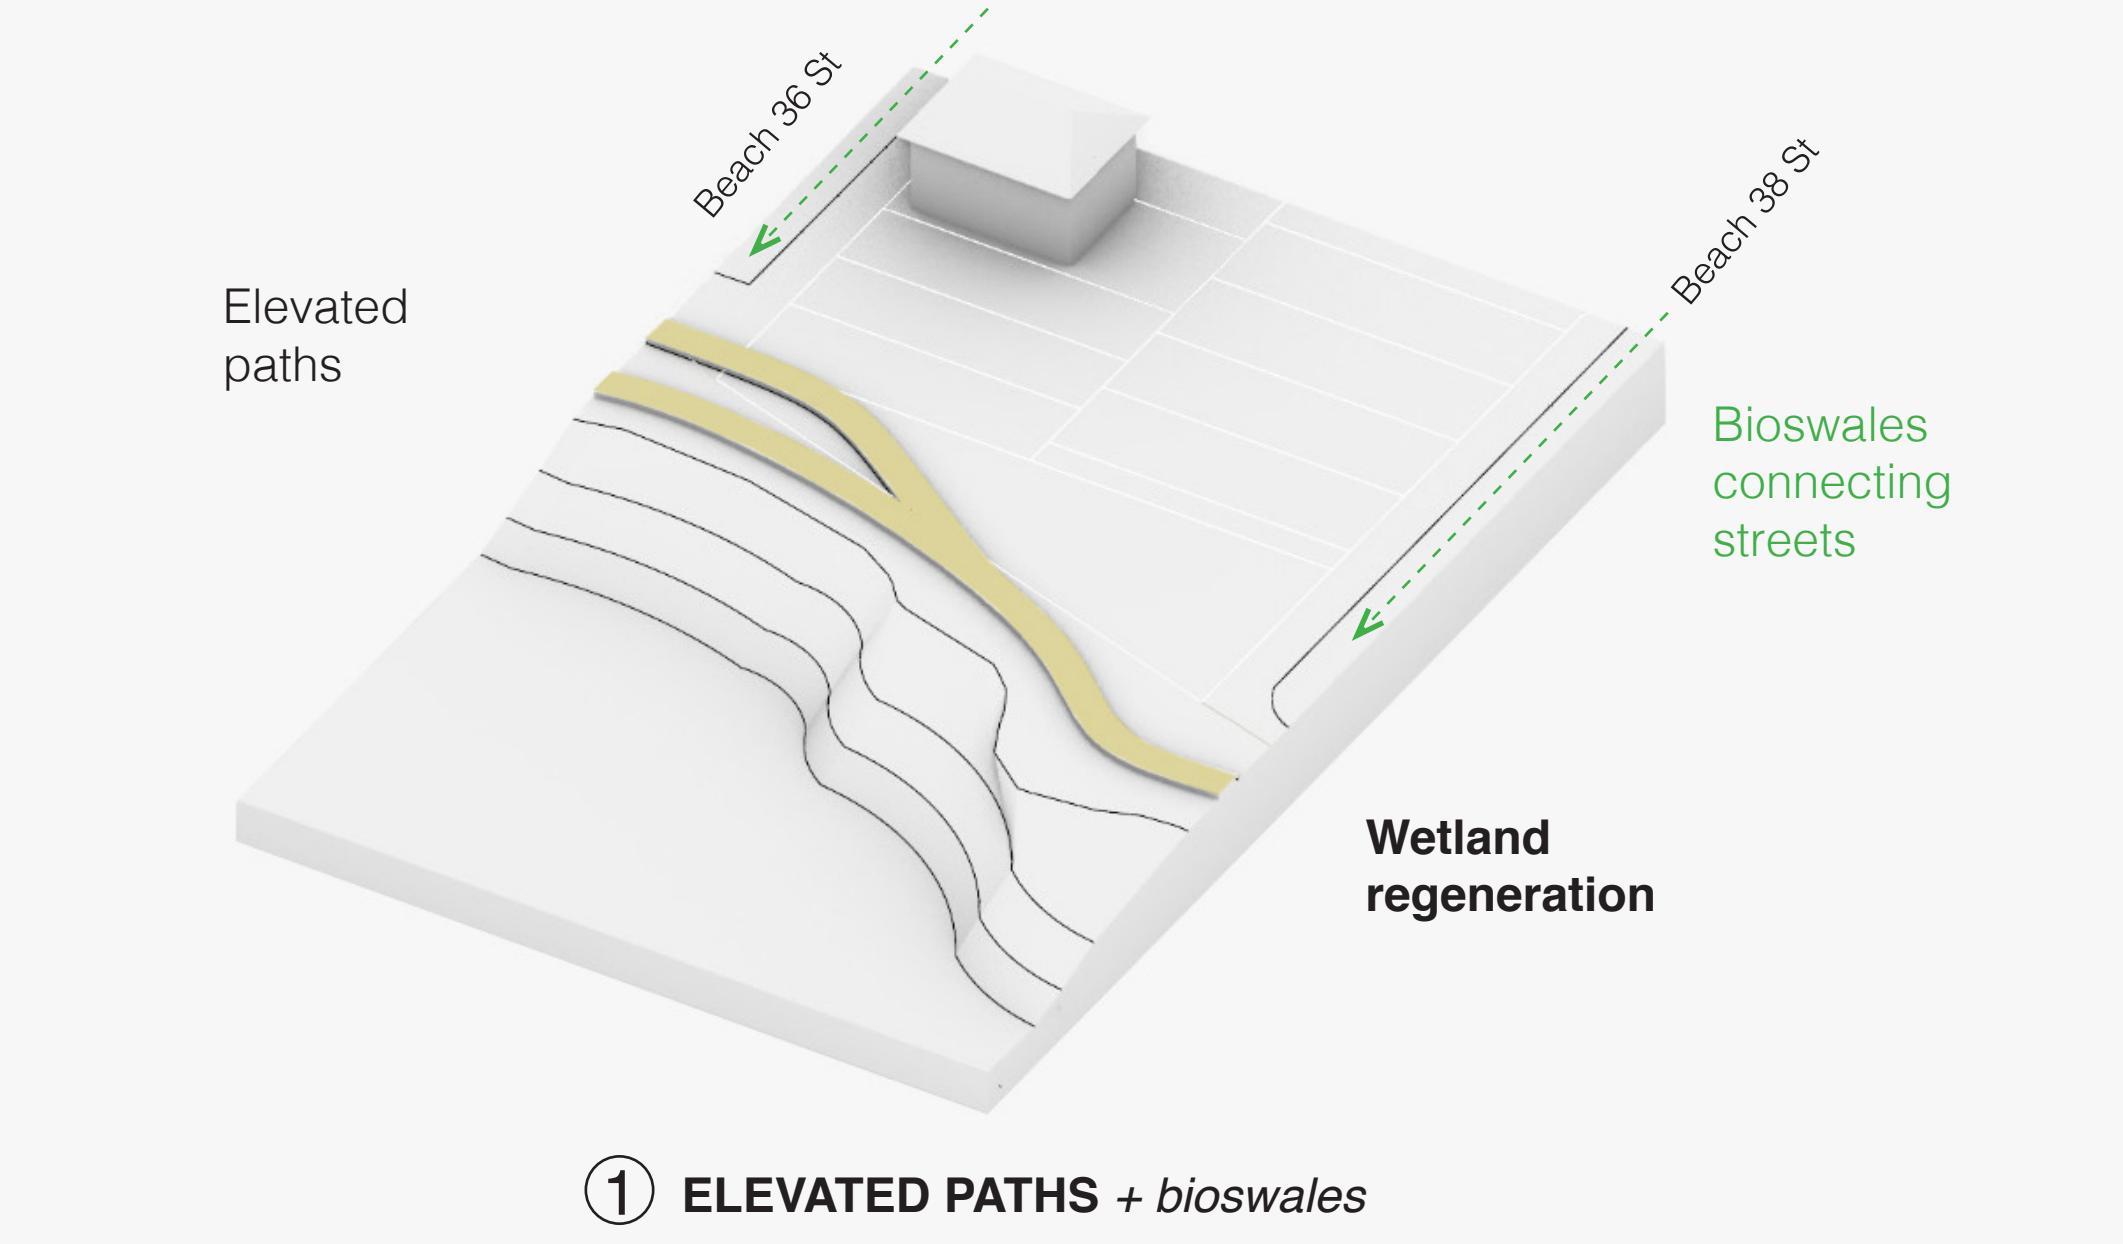 Beach 36 St
Beach 38 St
Elevated
paths
Bioswales
connecting
streets
Wetland
regeneration
1 ELEVATED PATHS + bioswales